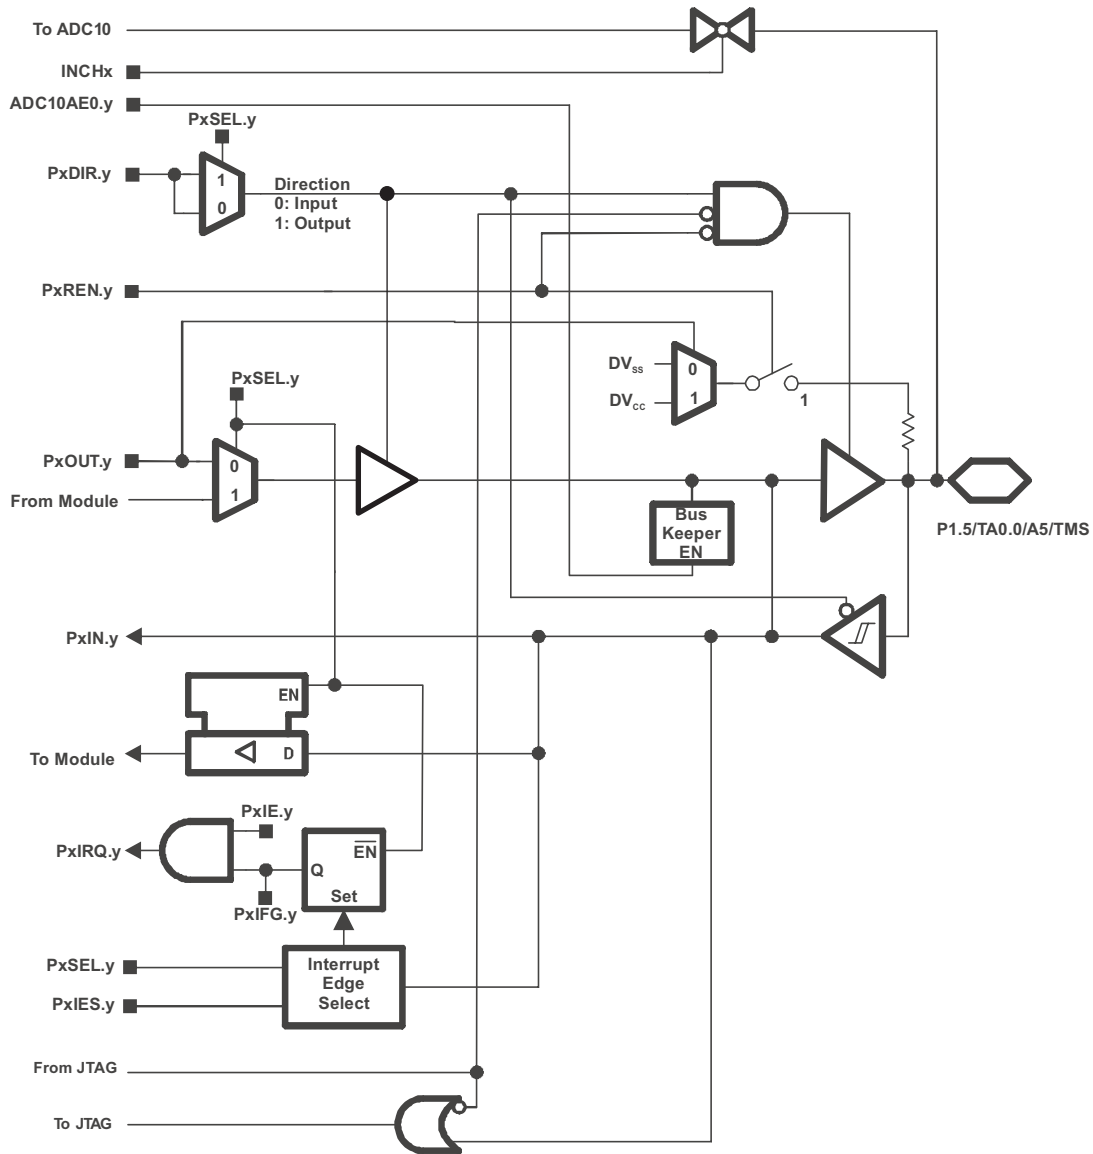 To ADC10
INCHx
ADC10AE0.y
PxSEL.y
PxDIR.y
1
0
Direction
0: Input
1: Output
PxREN.y
DVSS
0
DVCC
1
1
PxSEL.y
PxOUT.y
0
From Module
1
Bus
Keeper
EN
P1.5/TA0.0/A5/TMS
PxIN.y
EN
To Module
D
PxIE.y
PxIRQ.y
EN
Q
Set
PxIFG.y
PxSEL.y
Interrupt
Edge
Select
PxIES.y
From JTAG
To JTAG